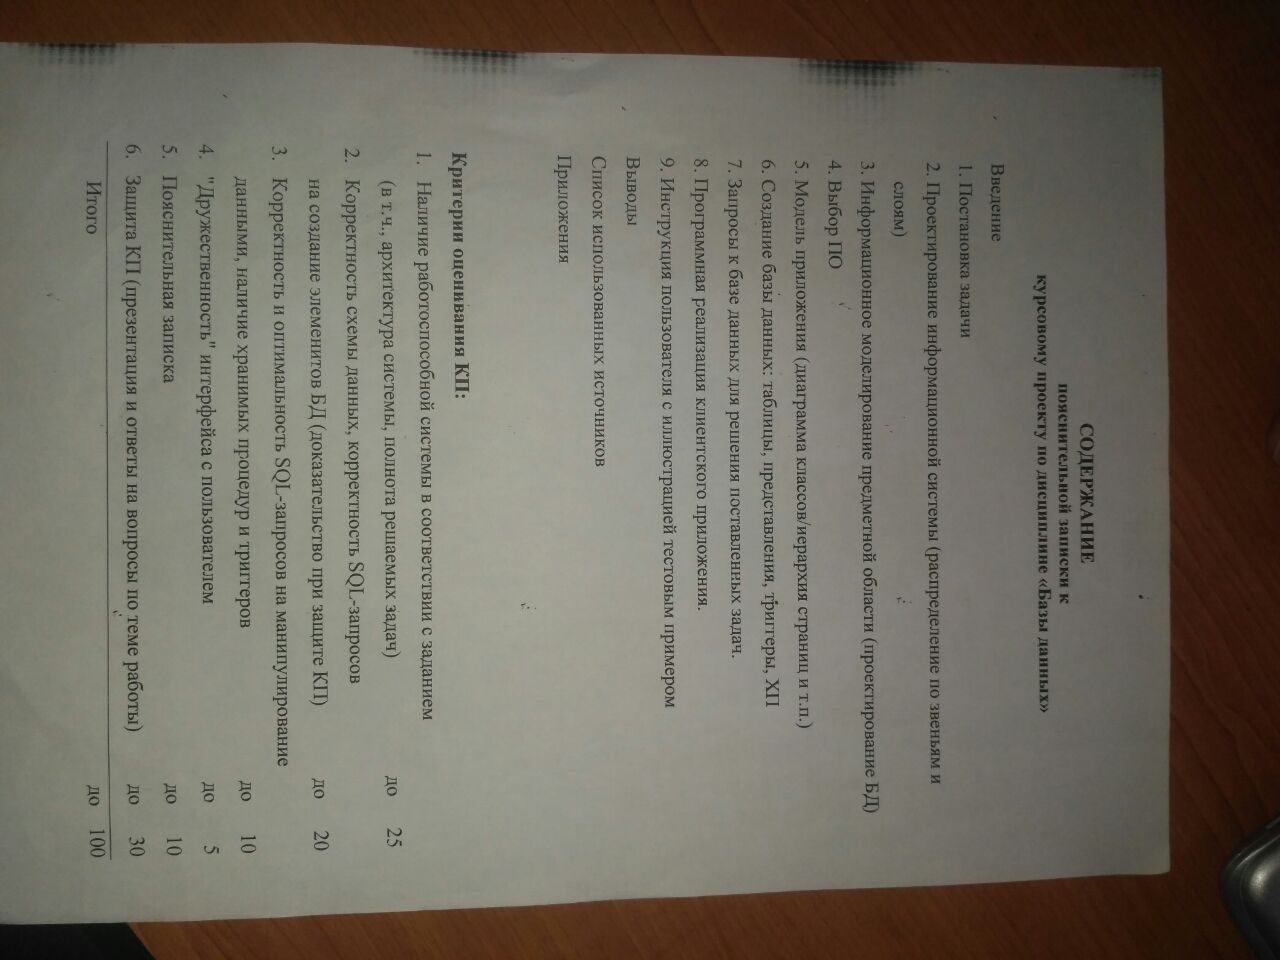 СОДЕРЖАНИЕ
пояснительной записки к
курсовому проекту по дисциплине «Базы данных»
Введение
1. Постановка задачи
2. Проектирование информационной системы (распределение по звеньям и
слоям)
3. Информационное моделирование предметной области (проектирование БД)
4. Выбор ПО
5. Модель приложения (диаграмма классов/иерархия страниц и т.п.)
6. Создание базы данных: таблицы, представления, триггеры, ХП
7. Запросы к базе данных для решения поставленных задач.
8. Программная реализация клиентского приложения.
9. Инструкция пользователя с иллюстрацией тестовым примером
Выводы
Список использованных источников
Приложения
Критерии оценивания КП:
1. Наличие работоспособной системы в соответствии с заданием
(в т.ч., архитектура системы, полнота решаемых задач) до 25
2. Корректность схемы данных, корректность SQL-запросов
на создание элеменитов БД (доказательство при защите КП) до 20
3. Корректность и оптимальность SQL-запросов на манипулирование
данными, наличие хранимых процедур и триггеров до 10
4. "Дружественность" интерфейса с пользователем до 5
5. Пояснительная записка до 10
6. Защита КП (презентация и ответы на вопросы по теме работы) до 30
Итого до 100